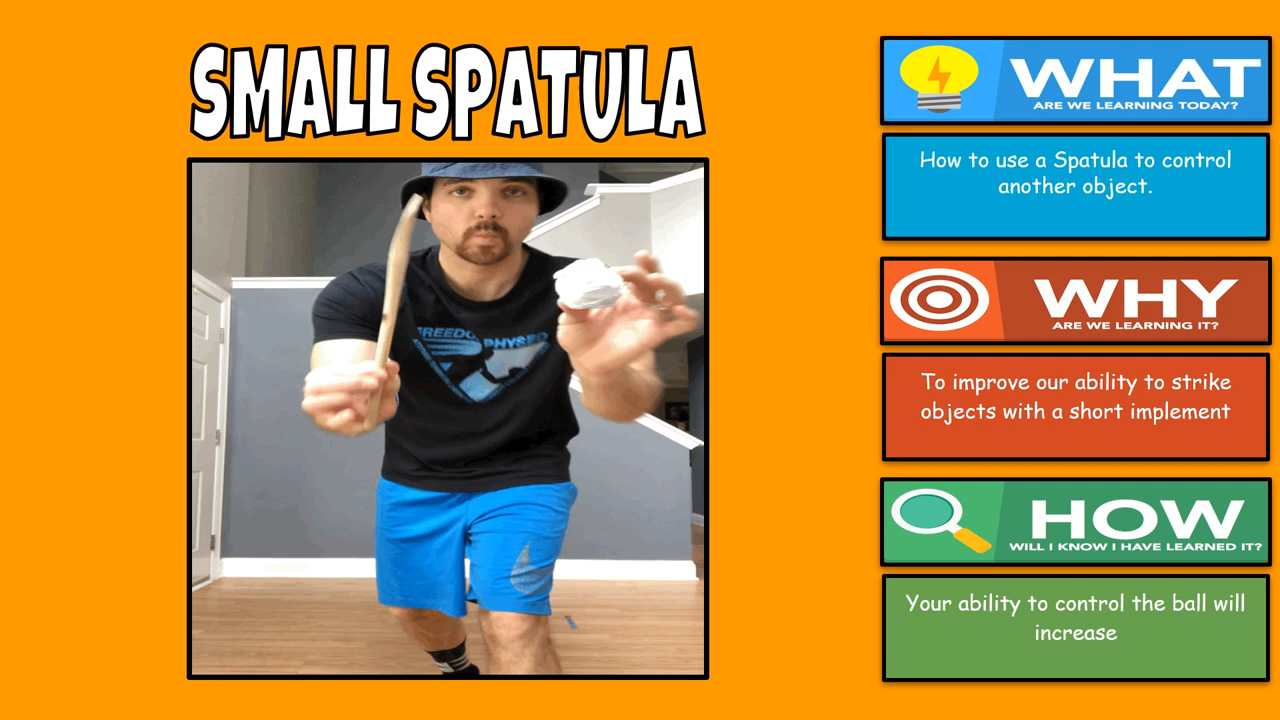 SMALL SPATULA
FREEDOM PHYSED
WHAT
ARE WE LEARNING TODAY?
How to use a Spatula to control
another object.
WHY
ARE WE LEARNING IT?
To improve our ability to strike
objects with a short implement
HOW
WILL I KNOW I HAVE LEARNED IT?
Your ability to control the ball will
increase